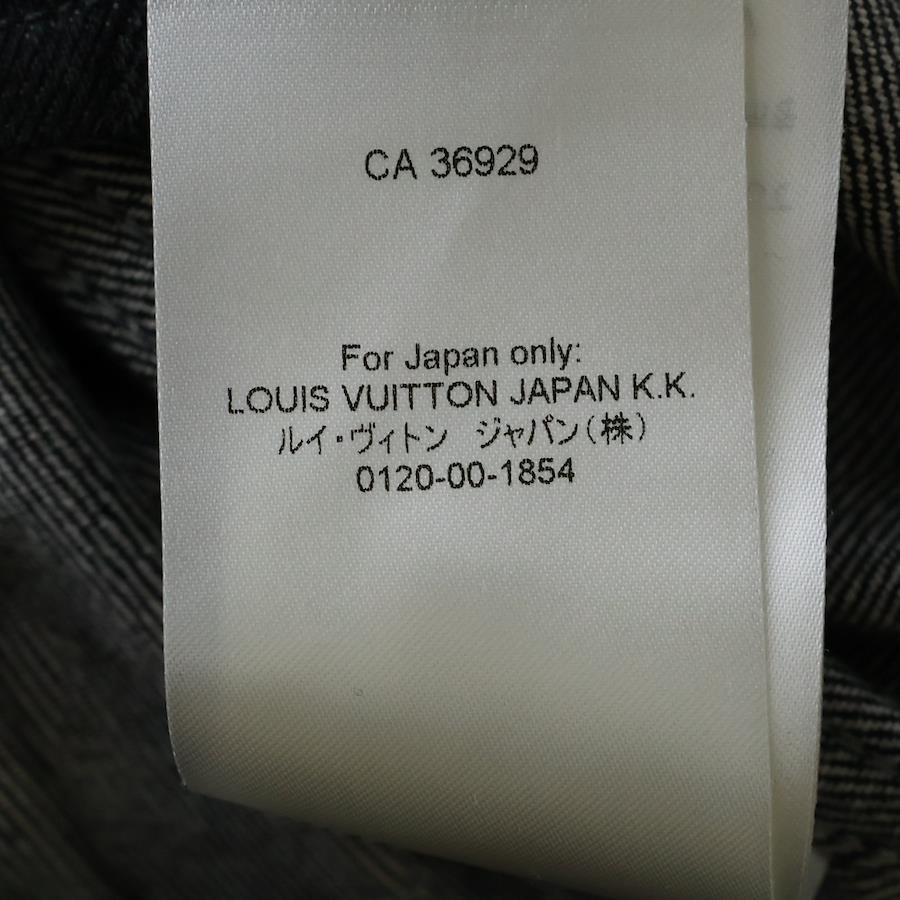 CA 36929
For Japan only:
LOUIS VUITTON JAPAN K.K.
ルイ・ヴィトン ジャパン(株)
0120-00-1854